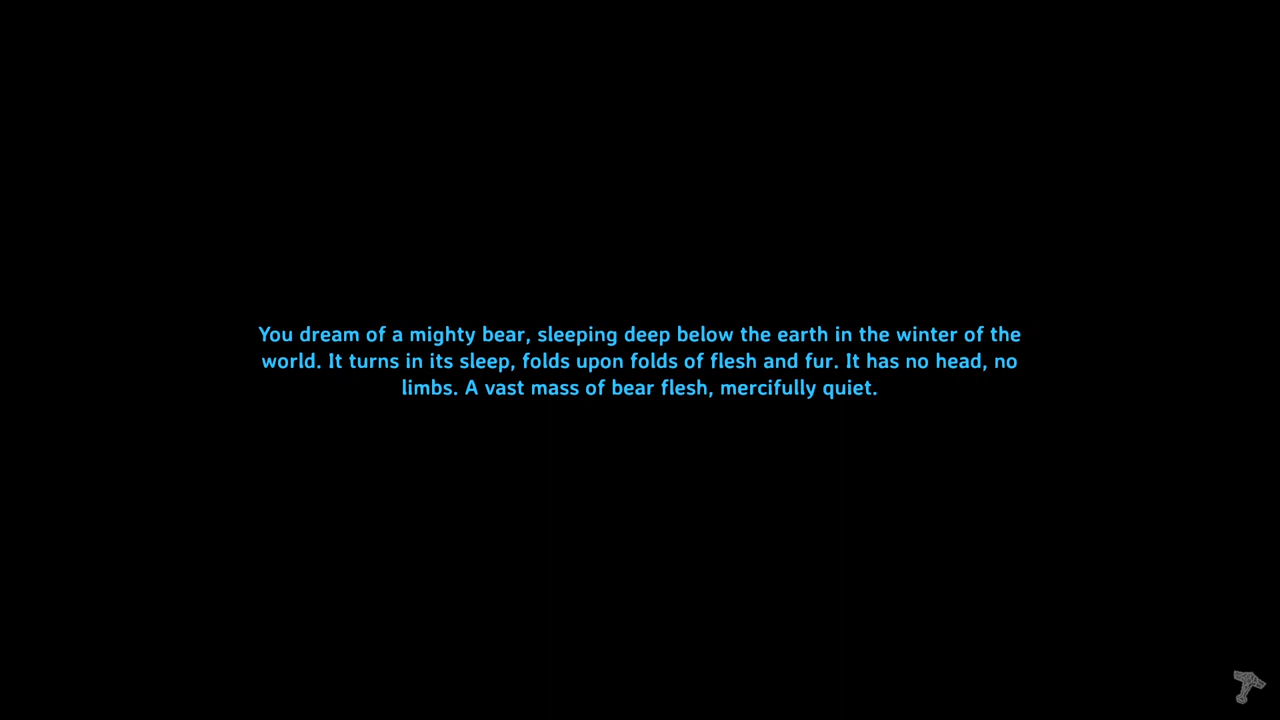 You dream of a mighty bear, sleeping deep below the earth in the winter of the
world. It turns in its sleep, folds upon folds of flesh and fur. It has no head, no
limbs. A vast mass of bear flesh, mercifully quiet.